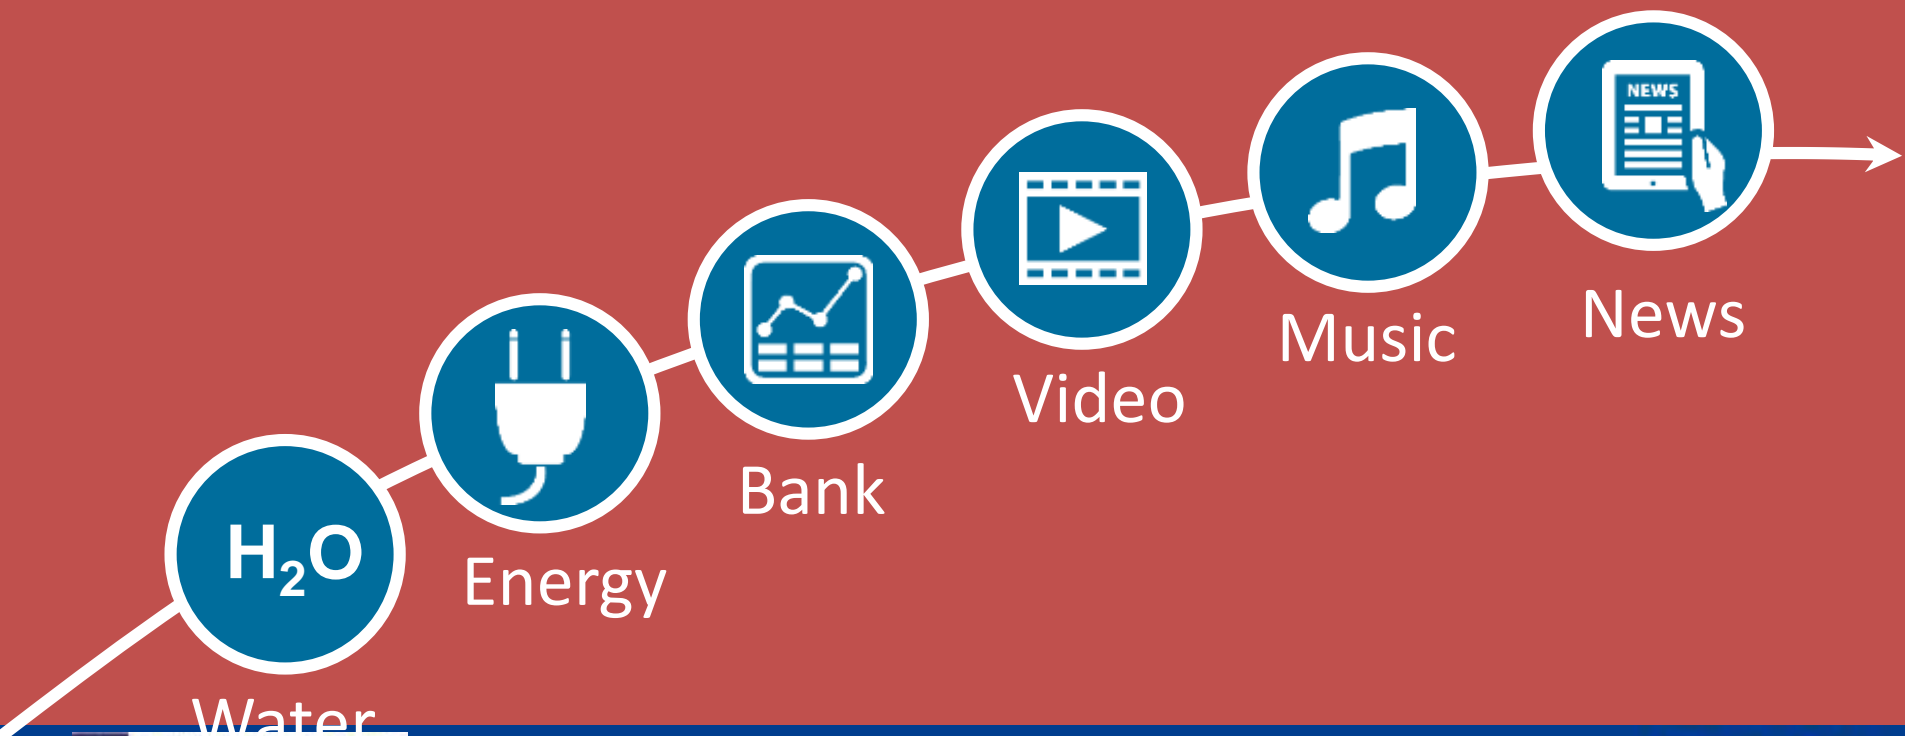 H₂O
Water
Energy
Bank
Video
Music
NEWS
News